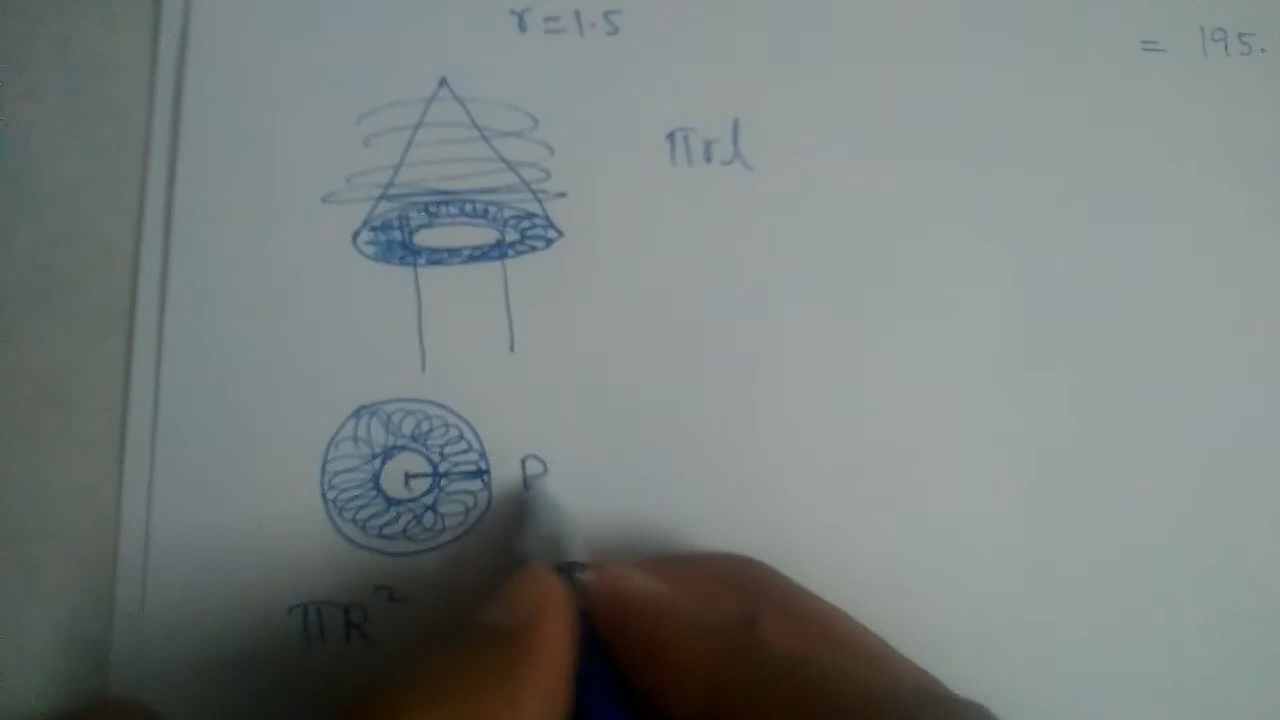 r = 1.5
= 195.
πrl
P
πR²